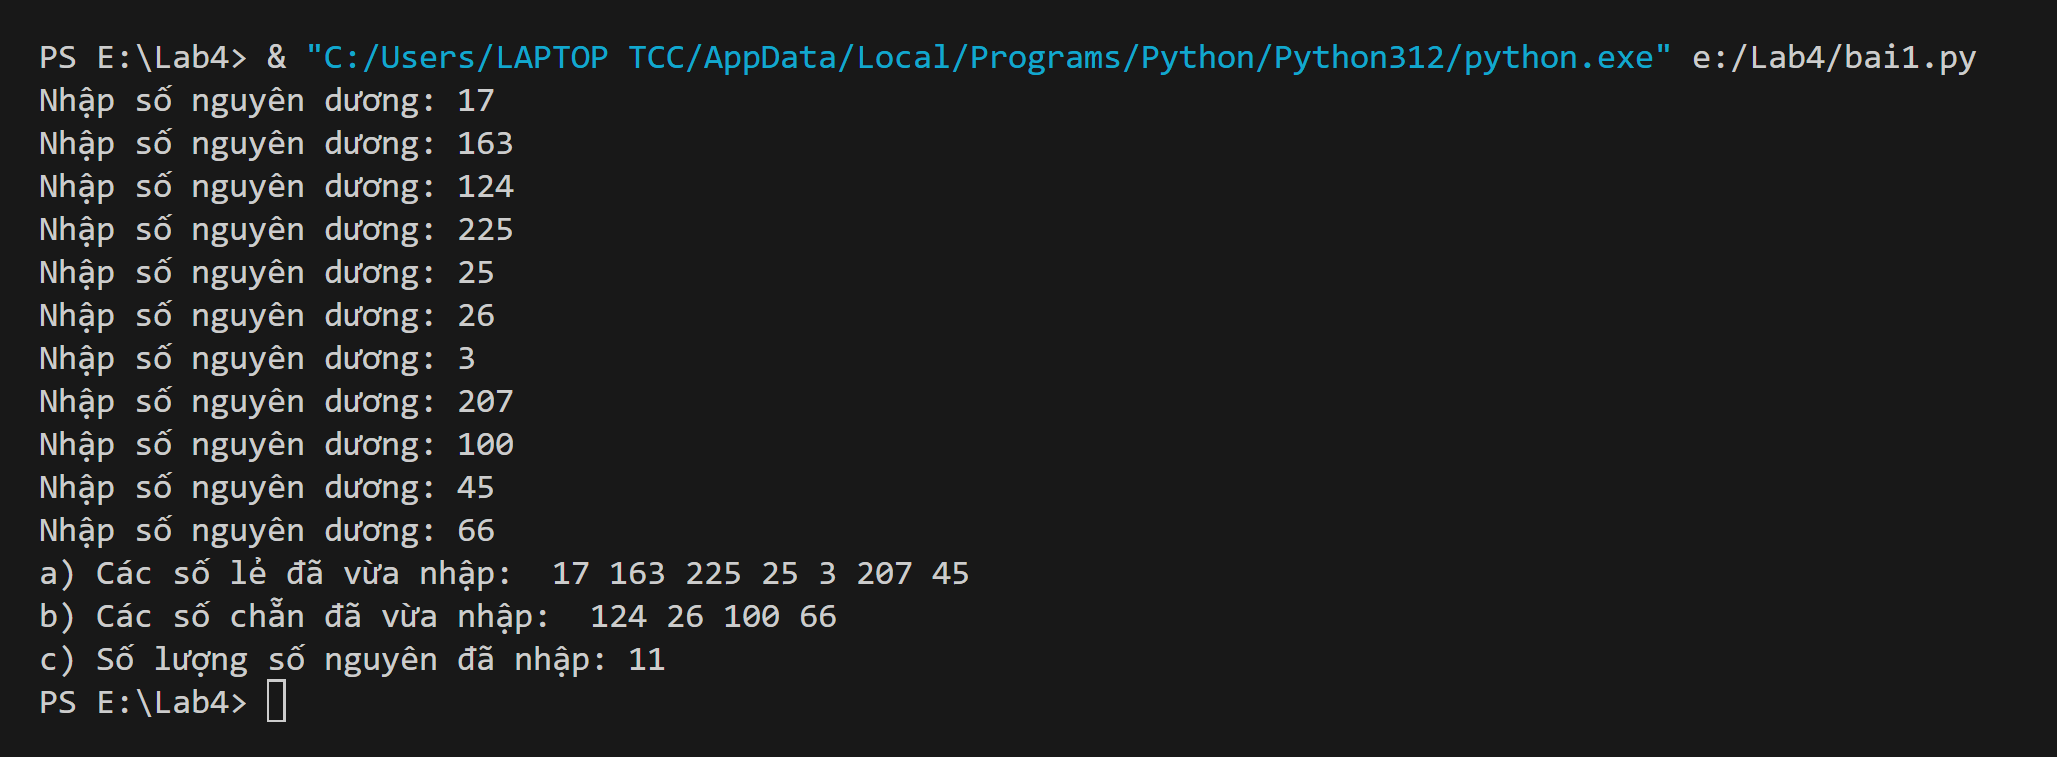 PS E:\Lab4> & "C:/Users/LAPTOP TCC/AppData/Local/Programs/Python/Python312/python.exe" e:/Lab4/bai1.py
Nhập số nguyên dương: 17
Nhập số nguyên dương: 163
Nhập số nguyên dương: 124
Nhập số nguyên dương: 225
Nhập số nguyên dương: 25
Nhập số nguyên dương: 26
Nhập số nguyên dương: 3
Nhập số nguyên dương: 207
Nhập số nguyên dương: 100
Nhập số nguyên dương: 45
Nhập số nguyên dương: 66
a) Các số lẻ đã vừa nhập:  17 163 225 25 3 207 45
b) Các số chẵn đã vừa nhập:  124 26 100 66
c) Số lượng số nguyên đã nhập: 11
PS E:\Lab4>